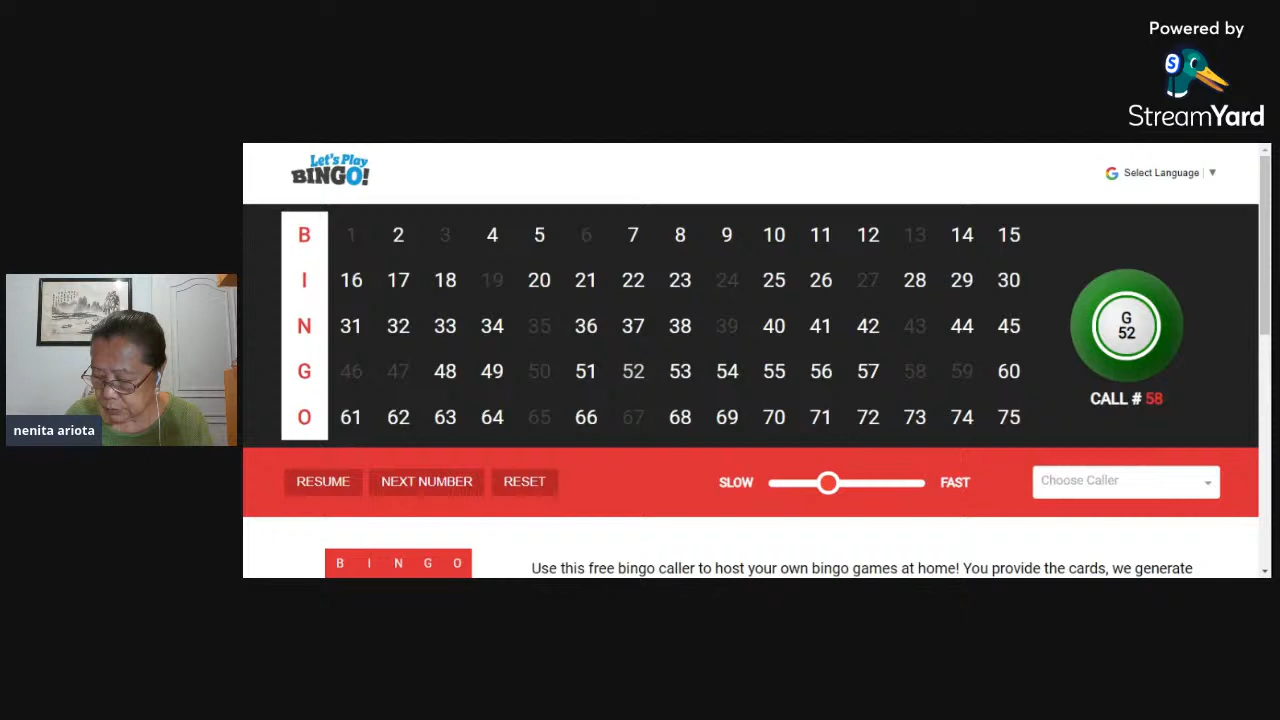 Powered by
S
StreamYard
Let's Play
BINGO!
Select Language ▼
B 1 2 3 4 5 6 7 8 9 10 11 12 13 14 15
I 16 17 18 19 20 21 22 23 24 25 26 27 28 29 30
N 31 32 33 34 35 36 37 38 39 40 41 42 43 44 45
G 46 47 48 49 50 51 52 53 54 55 56 57 58 59 60
O 61 62 63 64 65 66 67 68 69 70 71 72 73 74 75
G
52
CALL # 58
nenita ariota
RESUME NEXT NUMBER RESET SLOW FAST Choose Caller
B I N G O
Use this free bingo caller to host your own bingo games at home! You provide the cards, we generate